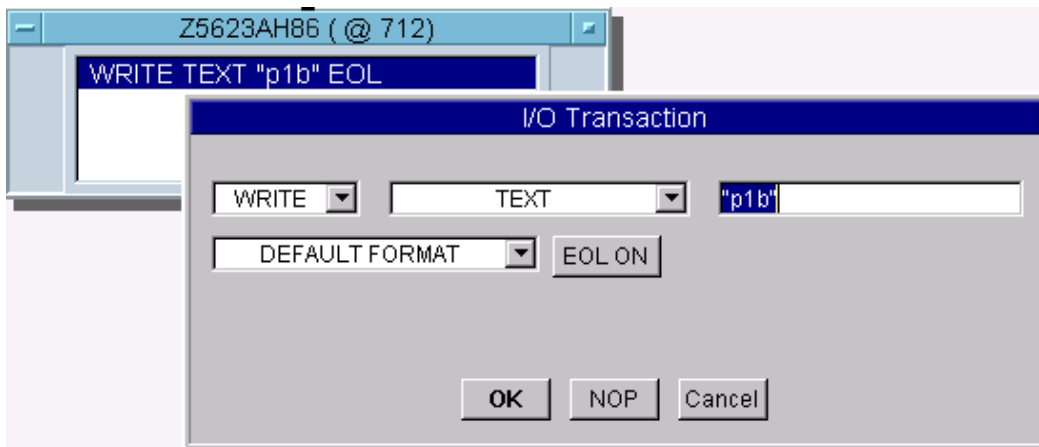 Z5623AH86 ( @ 712)
WRITE TEXT "p1b" EOL
I/O Transaction
WRITE TEXT "p1b"
DEFAULT FORMAT EOL ON
OK NOP Cancel